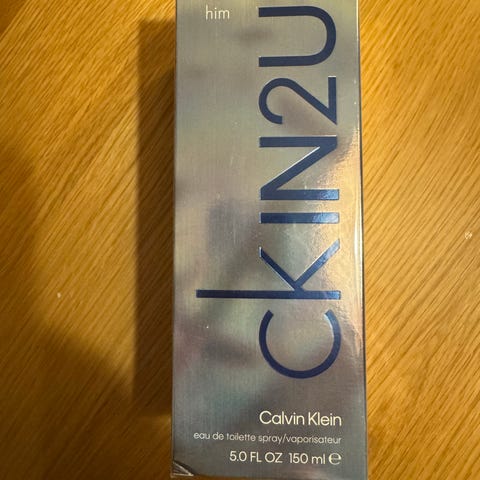 him
CKIN2U
Calvin Klein
eau de toilette spray/vaporisateur
5.0 FL OZ 150 ml ℮